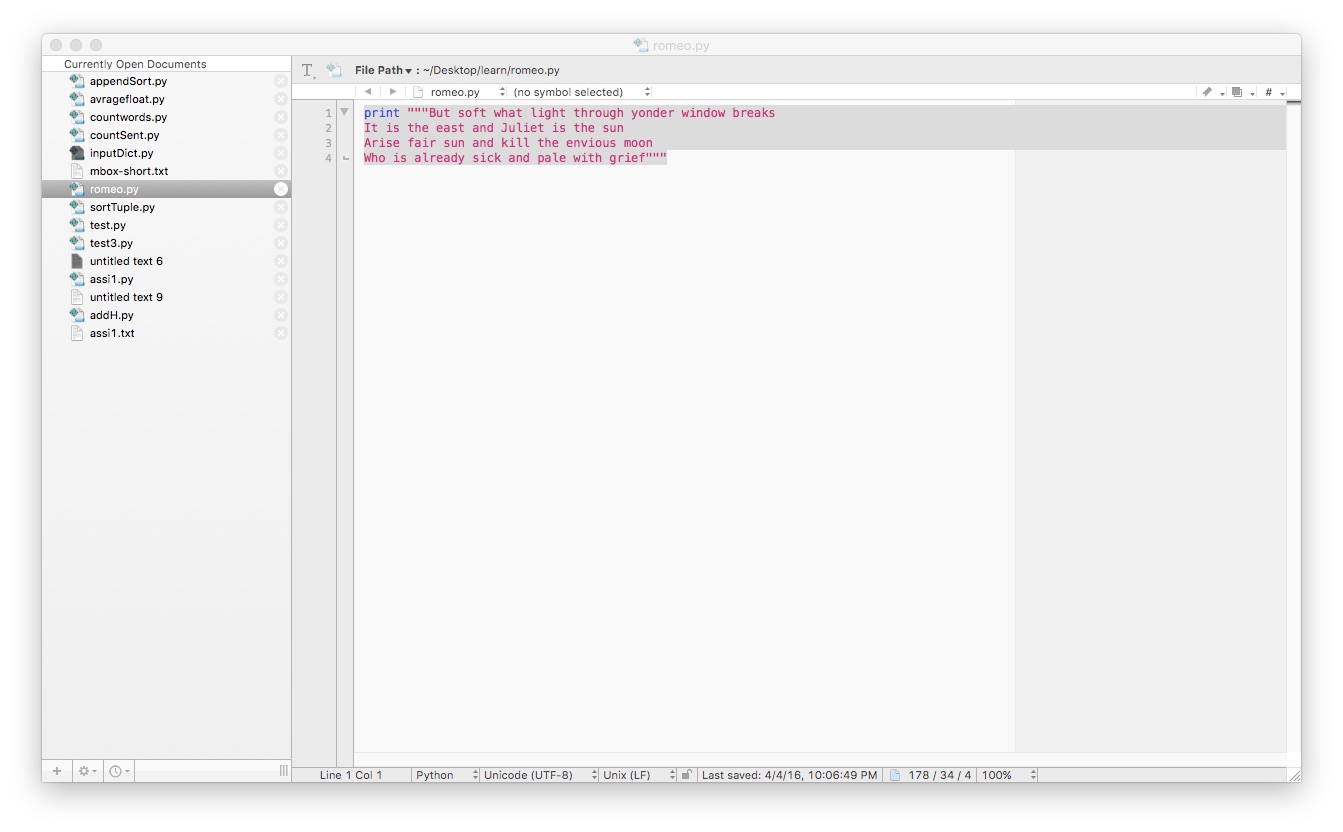 romeo.py
Currently Open Documents
appendSort.py
avragefloat.py
countwords.py
countSent.py
inputDict.py
mbox-short.txt
romeo.py
sortTuple.py
test.py
test3.py
untitled text 6
assi1.py
untitled text 9
addH.py
assi1.txt
T File Path : ~/Desktop/learn/romeo.py
romeo.py (no symbol selected) #
1 print """But soft what light through yonder window breaks
2 It is the east and Juliet is the sun
3 Arise fair sun and kill the envious moon
4 Who is already sick and pale with grief"""
Line 1 Col 1 Python Unicode (UTF-8) Unix (LF) Last saved: 4/4/16, 10:06:49 PM 178 / 34 / 4 100%